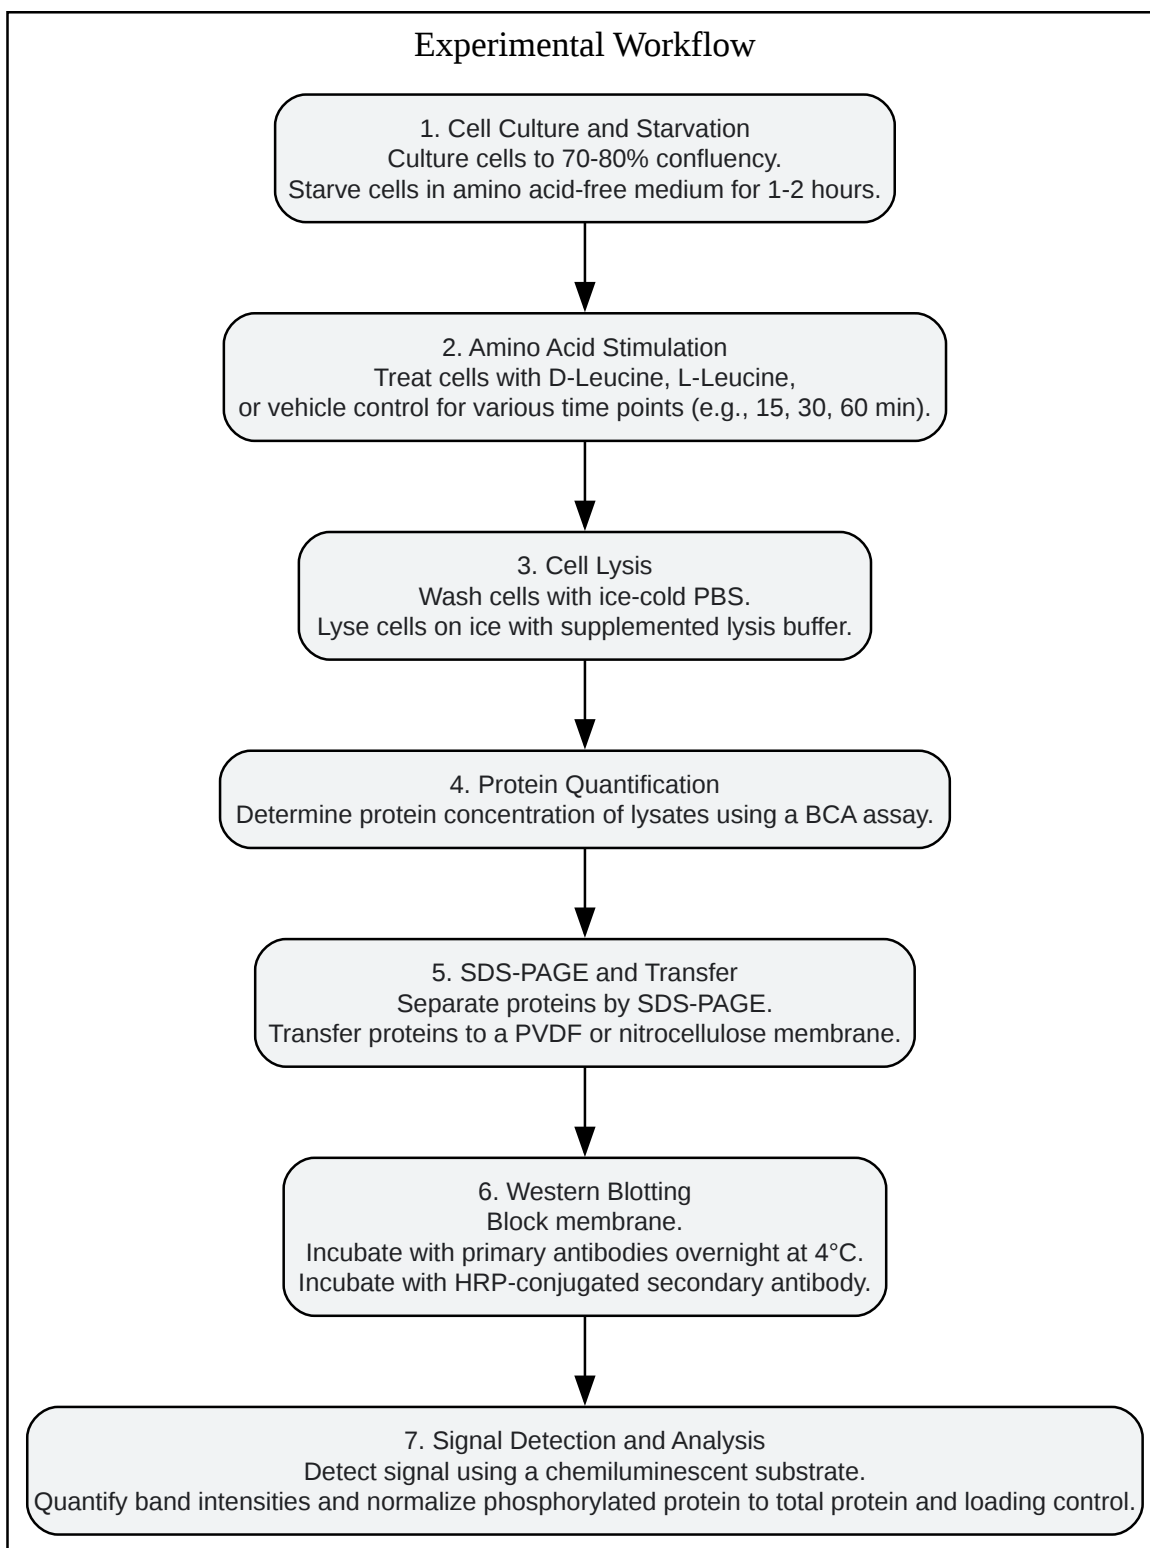 Experimental Workflow
1. Cell Culture and Starvation
Culture cells to 70-80% confluency.
Starve cells in amino acid-free medium for 1-2 hours.
2. Amino Acid Stimulation
Treat cells with D-Leucine, L-Leucine,
or vehicle control for various time points (e.g., 15, 30, 60 min).
3. Cell Lysis
Wash cells with ice-cold PBS.
Lyse cells on ice with supplemented lysis buffer.
4. Protein Quantification
Determine protein concentration of lysates using a BCA assay.
5. SDS-PAGE and Transfer
Separate proteins by SDS-PAGE.
Transfer proteins to a PVDF or nitrocellulose membrane.
6. Western Blotting
Block membrane.
Incubate with primary antibodies overnight at 4°C.
Incubate with HRP-conjugated secondary antibody.
7. Signal Detection and Analysis
Detect signal using a chemiluminescent substrate.
Quantify band intensities and normalize phosphorylated protein to total protein and loading control.